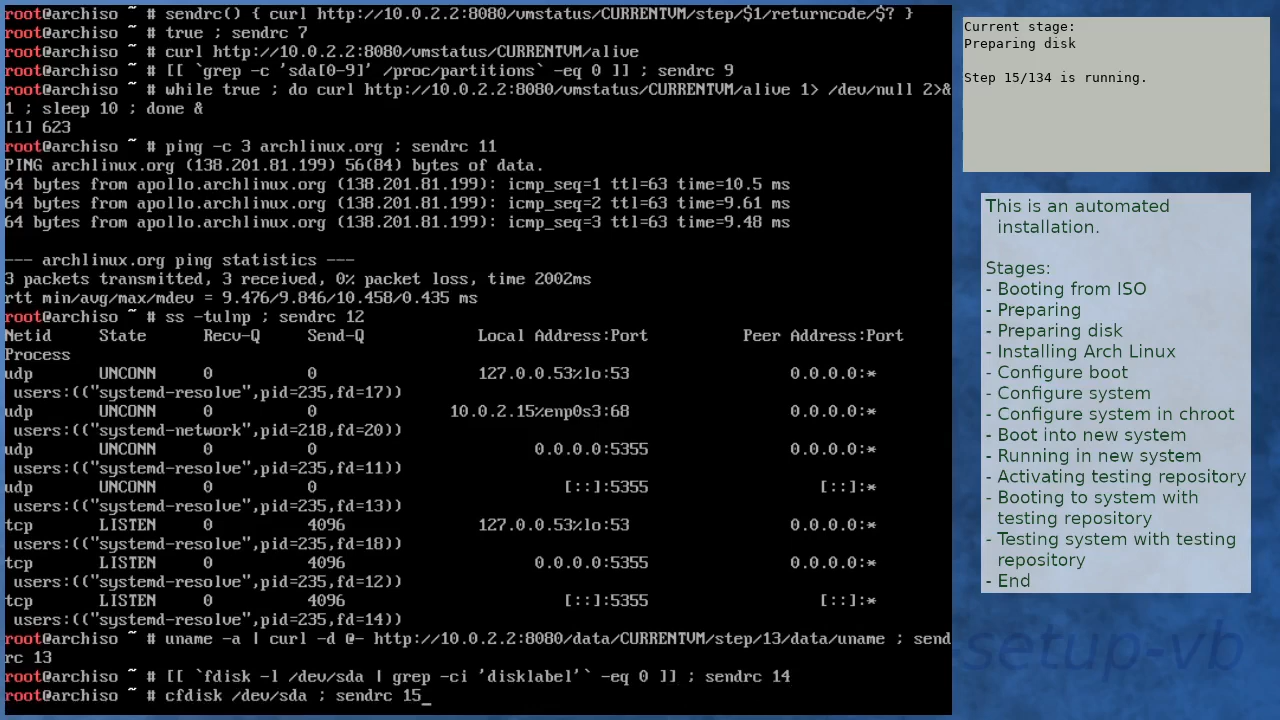 root@archiso ~ # sendrc() { curl http://10.0.2.2:8080/vmstatus/CURRENTVM/step/$1/returncode/$? }
root@archiso ~ # true ; sendrc 7
root@archiso ~ # curl http://10.0.2.2:8080/vmstatus/CURRENTVM/alive
root@archiso ~ # [[ `grep -c 'sda[0-9]' /proc/partitions` -eq 0 ]] ; sendrc 9
root@archiso ~ # while true ; do curl http://10.0.2.2:8080/vmstatus/CURRENTVM/alive 1> /dev/null 2>&
1 ; sleep 10 ; done &
[1] 623
root@archiso ~ # ping -c 3 archlinux.org ; sendrc 11
PING archlinux.org (138.201.81.199) 56(84) bytes of data.
64 bytes from apollo.archlinux.org (138.201.81.199): icmp_seq=1 ttl=63 time=10.5 ms
64 bytes from apollo.archlinux.org (138.201.81.199): icmp_seq=2 ttl=63 time=9.61 ms
64 bytes from apollo.archlinux.org (138.201.81.199): icmp_seq=3 ttl=63 time=9.48 ms
--- archlinux.org ping statistics ---
3 packets transmitted, 3 received, 0% packet loss, time 2002ms
rtt min/avg/max/mdev = 9.476/9.846/10.458/0.435 ms
root@archiso ~ # ss -tulnp ; sendrc 12
Netid State Recv-Q Send-Q Local Address:Port Peer Address:Port
Process
udp UNCONN 0 0 127.0.0.53%lo:53 0.0.0.0:*
users:(("systemd-resolve",pid=235,fd=17))
udp UNCONN 0 0 10.0.2.15%enp0s3:68 0.0.0.0:*
users:(("systemd-network",pid=218,fd=20))
udp UNCONN 0 0 0.0.0.0:5355 0.0.0.0:*
users:(("systemd-resolve",pid=235,fd=11))
udp UNCONN 0 0 [::]:5355 [::]:*
users:(("systemd-resolve",pid=235,fd=13))
tcp LISTEN 0 4096 127.0.0.53%lo:53 0.0.0.0:*
users:(("systemd-resolve",pid=235,fd=18))
tcp LISTEN 0 4096 0.0.0.0:5355 0.0.0.0:*
users:(("systemd-resolve",pid=235,fd=12))
tcp LISTEN 0 4096 [::]:5355 [::]:*
users:(("systemd-resolve",pid=235,fd=14))
root@archiso ~ # uname -a | curl -d @- http://10.0.2.2:8080/data/CURRENTVM/step/13/data/uname ; send
rc 13
root@archiso ~ # [[ `fdisk -l /dev/sda | grep -ci 'disklabel'` -eq 0 ]] ; sendrc 14
root@archiso ~ # cfdisk /dev/sda ; sendrc 15_
Current stage:
Preparing disk
Step 15/134 is running.
This is an automated
installation.
Stages:
- Booting from ISO
- Preparing
- Preparing disk
- Installing Arch Linux
- Configure boot
- Configure system
- Configure system in chroot
- Boot into new system
- Running in new system
- Activating testing repository
- Booting to system with
testing repository
- Testing system with testing
repository
- End
setup-vb